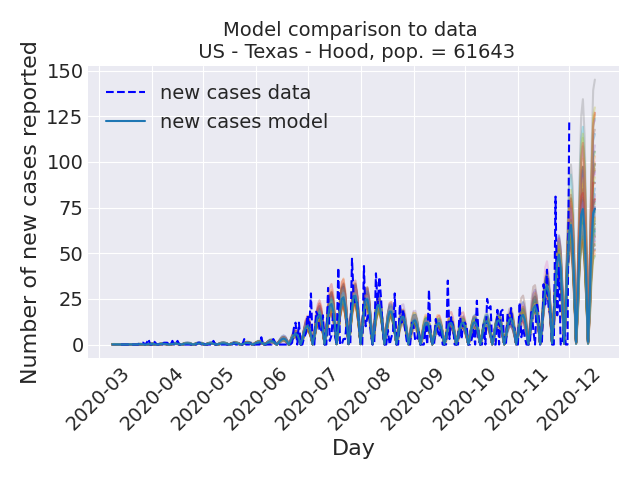 Model comparison to data
US - Texas - Hood, pop. = 61643
Number of new cases reported
150
125
100
75
50
25
0
new cases data
new cases model
2020-03
2020-04
2020-05
2020-06
2020-07
2020-08
2020-09
2020-10
2020-11
2020-12
Day